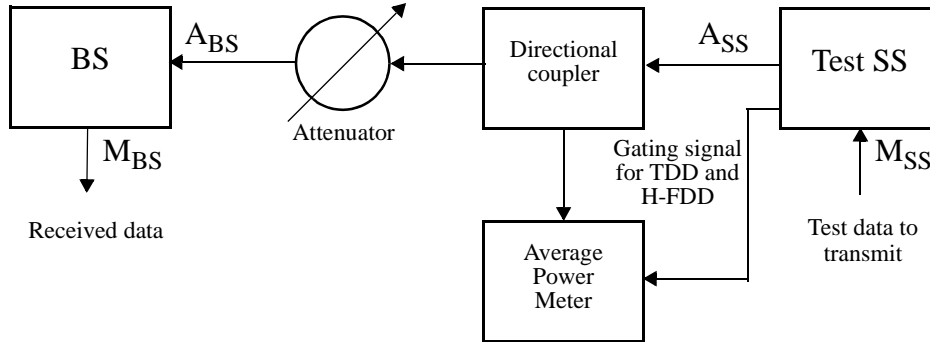 BS
A_BS
Attenuator
Directional
coupler
A_SS
Test SS
M_BS
Received data
Gating signal
for TDD and
H-FDD
M_SS
Test data to
transmit
Average
Power
Meter